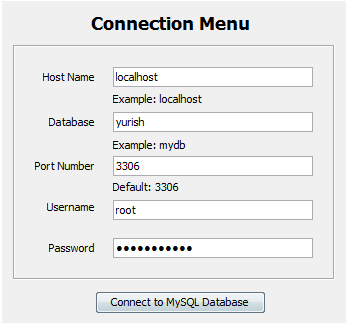 Connection Menu
Host Name localhost
Example: localhost
Database yurish
Example: mydb
Port Number 3306
Default: 3306
Username root
Password ●●●●●●●●●●●
Connect to MySQL Database